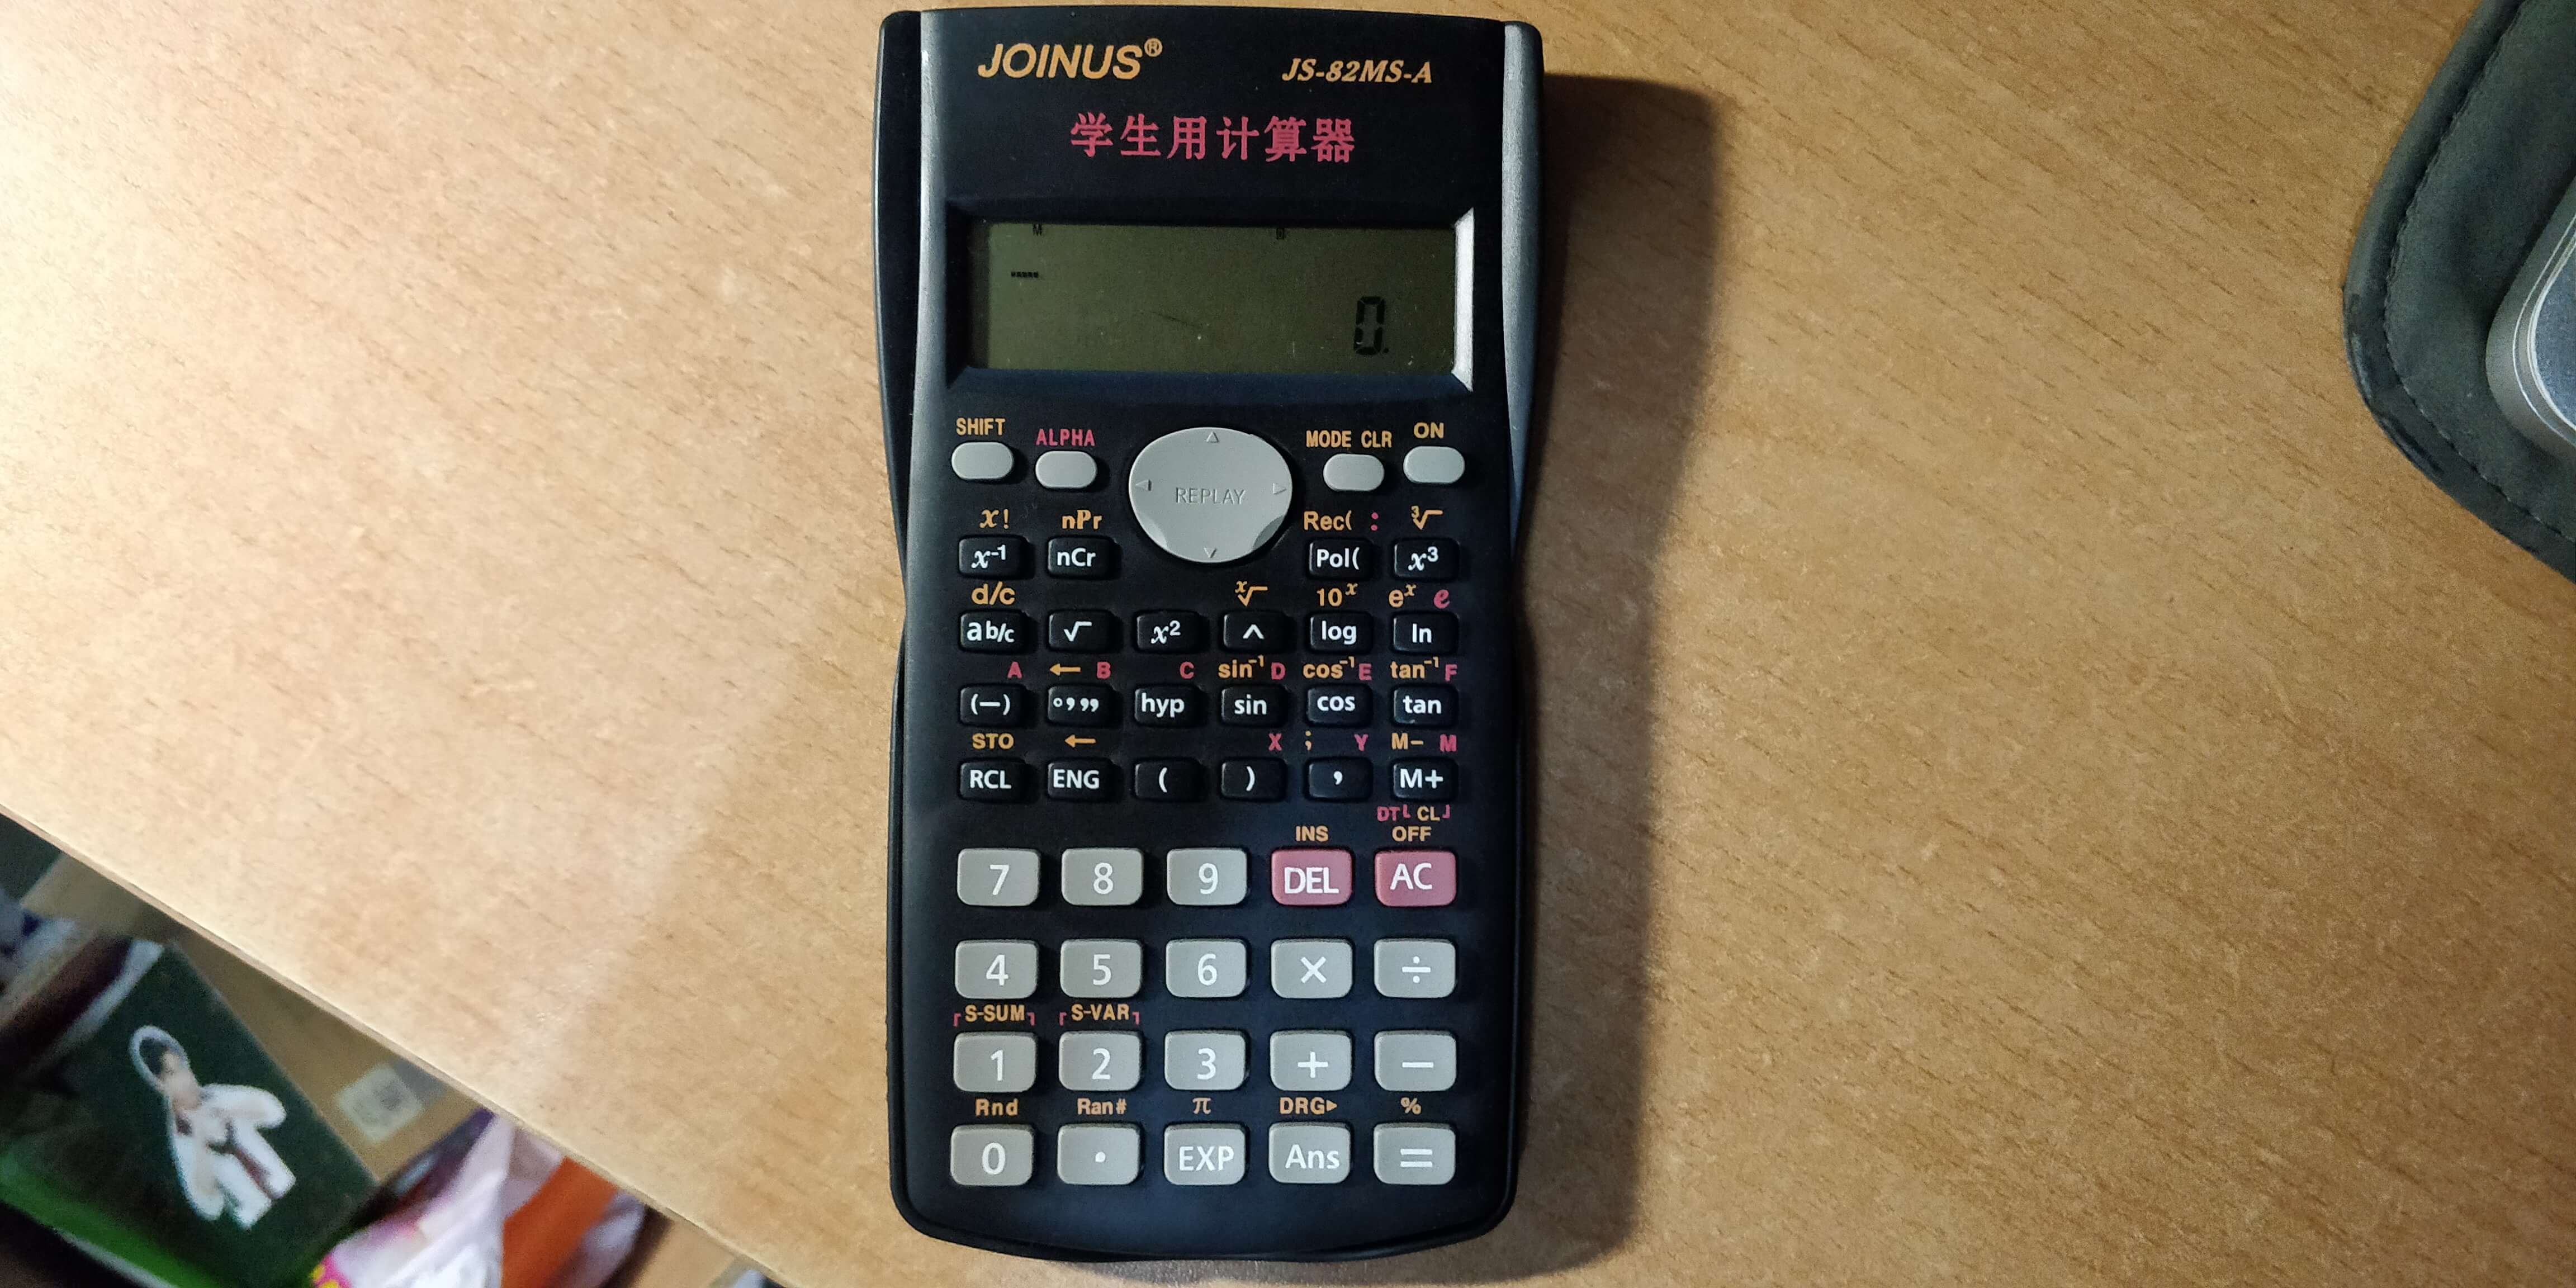 JOINUS® JS-82MS-A
学生用计算器
M D
0.
SHIFT ALPHA MODE CLR ON
REPLAY
x! nPr Rec( : ³√
x⁻¹ nCr Pol( x³
d/c ˣ√ 10ˣ eˣ e
ab/c √ x² ^ log ln
A ← B C sin⁻¹ D cos⁻¹ E tan⁻¹ F
(−) °,,, hyp sin cos tan
STO ← X ; Y M− M
RCL ENG ( ) , M+
DT CL
INS OFF
7 8 9 DEL AC
4 5 6 × ÷
S-SUM S-VAR
1 2 3 + −
Rnd Ran# π DRG▸ %
0 . EXP Ans =